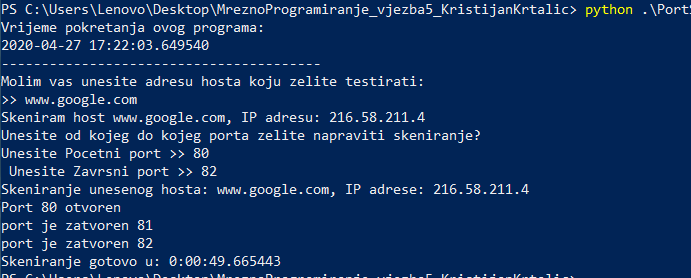 PS C:\Users\Lenovo\Desktop\MreznoProgramiranje_vjezba5_KristijanKrtalic> python .\Port
Vrijeme pokretanja ovog programa:
2020-04-27 17:22:03.649540
----------------------------------------
Molim vas unesite adresu hosta koju zelite testirati:
>> www.google.com
Skeniram host www.google.com, IP adresu: 216.58.211.4
Unesite od kojeg do kojeg porta zelite napraviti skeniranje?
Unesite Pocetni port >> 80
 Unesite Zavrsni port >> 82
Skeniranje unesenog hosta: www.google.com, IP adrese: 216.58.211.4
Port 80 otvoren
port je zatvoren 81
port je zatvoren 82
Skeniranje gotovo u: 0:00:49.665443
PS C:\Users\Lenovo\Desktop\MreznoProgramiranje_vjezba5_KristijanKrtalic>